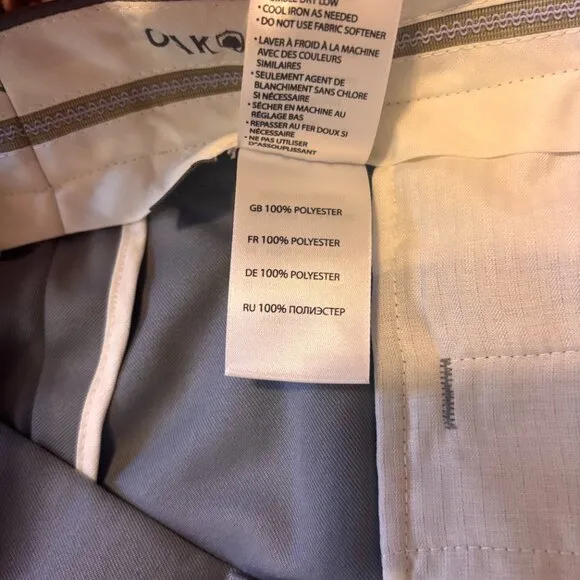 • COOL IRON AS NEEDED
• DO NOT USE FABRIC SOFTENER
• LAVER À FROID À LA MACHINE
AVEC DES COULEURS
SIMILAIRES
• SEULEMENT AGENT DE
BLANCHIMENT SANS CHLORE
SI NÉCESSAIRE
• SÉCHER EN MACHINE AU
RÉGLAGE BAS
• REPASSER AU FER DOUX SI
NÉCESSAIRE
• NE PAS UTILISER
D'ASSOUPLISSANT
GB 100% POLYESTER
FR 100% POLYESTER
DE 100% POLYESTER
RU 100% ПОЛИЭСТЕР